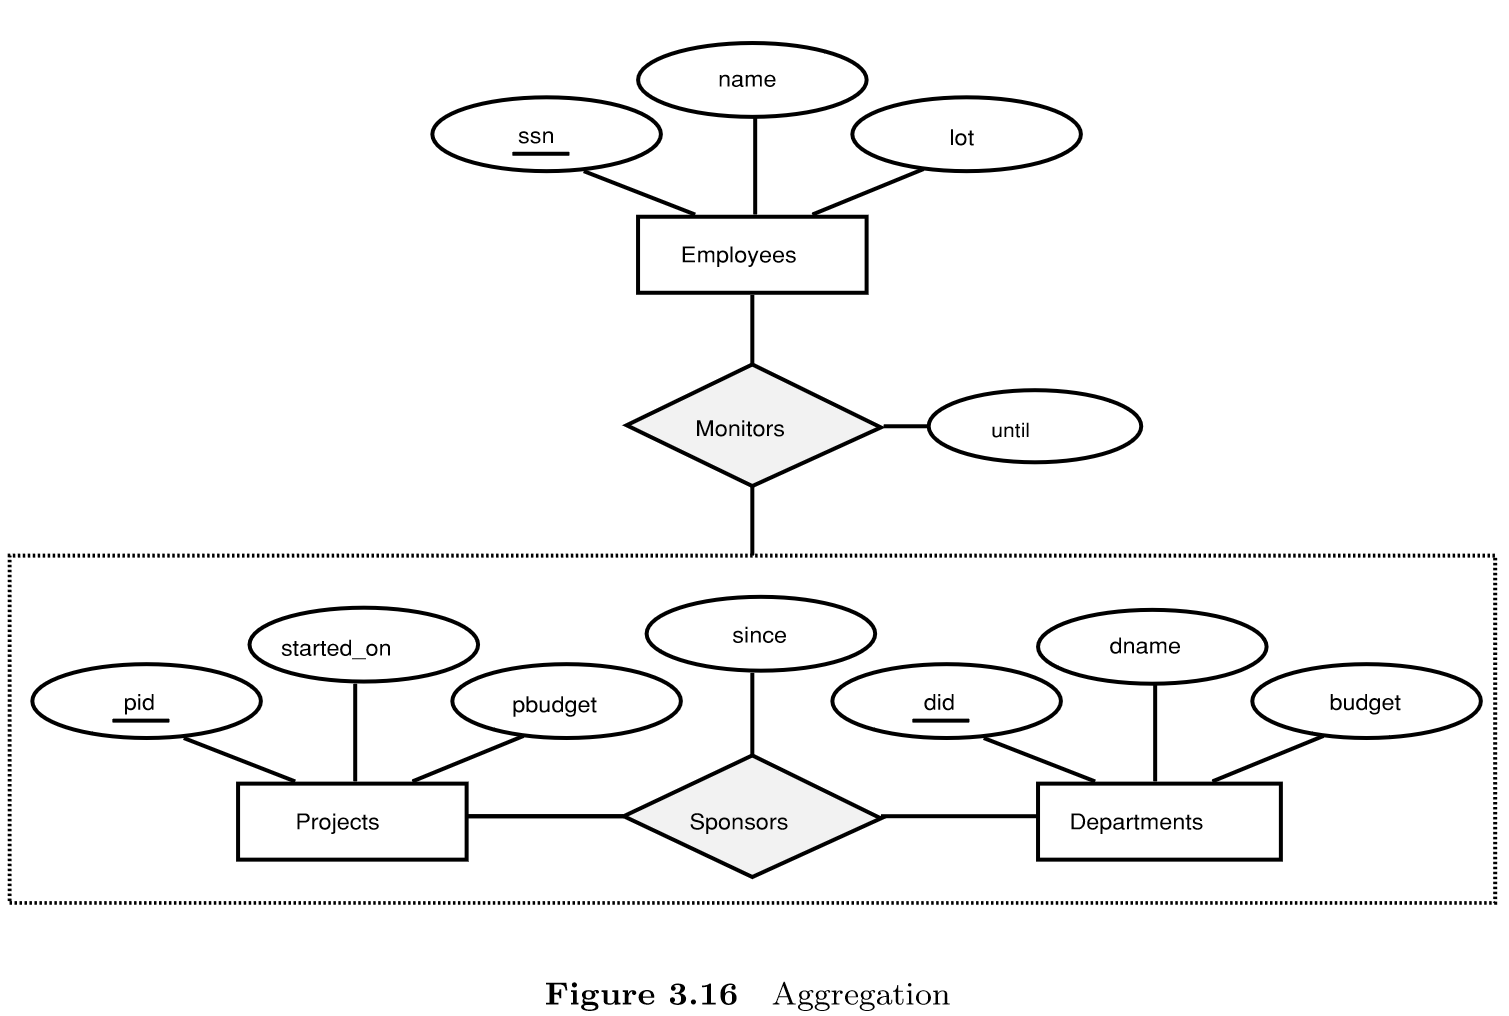 name
ssn
lot
Employees
Monitors
until
since
started_on
dname
pid
pbudget
did
budget
Projects
Sponsors
Departments
Figure 3.16 Aggregation